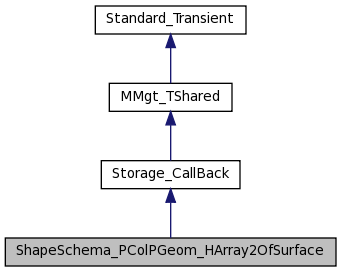 Standard_Transient
MMgt_TShared
Storage_CallBack
ShapeSchema_PColPGeom_HArray2OfSurface